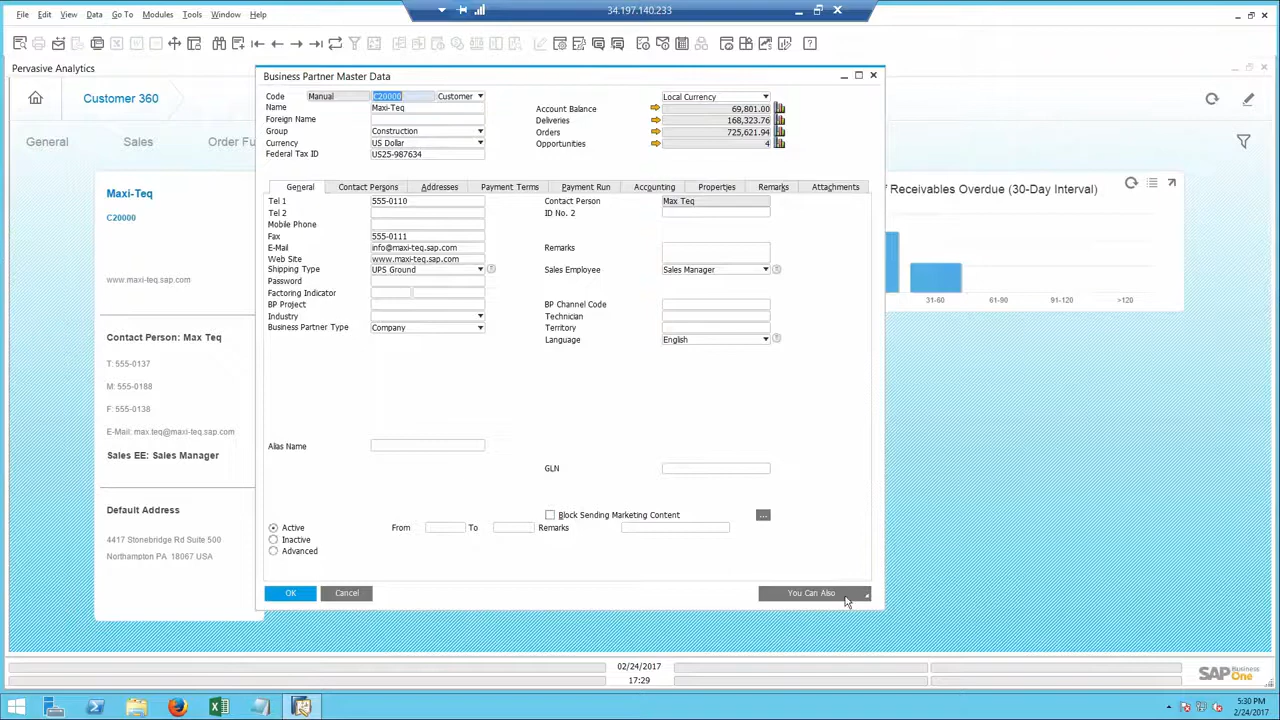 34.197.140.233
File Edit View Data Go To Modules Tools Window Help
Pervasive Analytics
Customer 360
General Sales Order Fu
Maxi-Teq
C20000
www.maxi-teq.sap.com
Contact Person: Max Teq
T: 555-0137
M: 555-0188
F: 555-0138
E-Mail: max.teq@maxi-teq.sap.com
Sales EE: Sales Manager
Default Address
4417 Stonebridge Rd Suite 500
Northampton PA 18067 USA
Business Partner Master Data
Code Manual C20000 Customer
Name Maxi-Teq
Foreign Name
Group Construction
Currency US Dollar
Federal Tax ID US25-987634
Local Currency
Account Balance 69,801.00
Deliveries 168,323.76
Orders 725,621.94
Opportunities 4
General Contact Persons Addresses Payment Terms Payment Run Accounting Properties Remarks Attachments
Tel 1 555-0110
Tel 2
Mobile Phone
Fax 555-0111
E-Mail info@maxi-teq.sap.com
Web Site www.maxi-teq.sap.com
Shipping Type UPS Ground
Password
Factoring Indicator
BP Project
Industry
Business Partner Type Company
Alias Name
Contact Person Max Teq
ID No. 2
Remarks
Sales Employee Sales Manager
BP Channel Code
Technician
Territory
Language English
GLN
Block Sending Marketing Content ...
Active From To Remarks
Inactive
Advanced
OK Cancel You Can Also
f Receivables Overdue (30-Day Interval)
31-60 61-90 91-120 >120
02/24/2017
17:29
SAP Business One
5:30 PM
2/24/2017